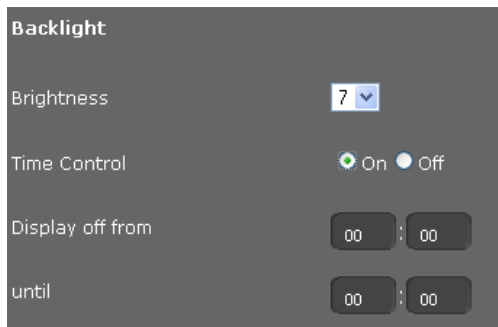 Backlight
Brightness 7
Time Control On Off
Display off from 00 : 00
until 00 : 00